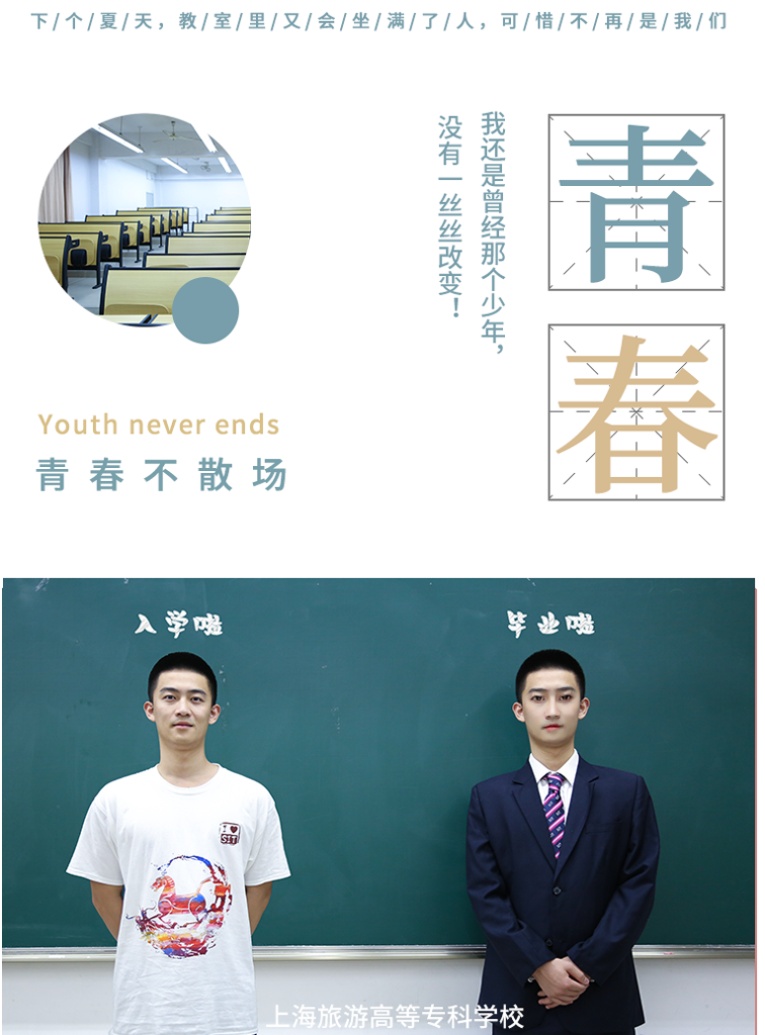 下/个/夏/天，教/室/里/又/会/坐/满/了/人，可/惜/不/再/是/我/们
青
春
我还是曾经那个少年，
没有一丝丝改变！
Youth never ends
青春不散场
入学啦
毕业啦
上海旅游高等专科学校